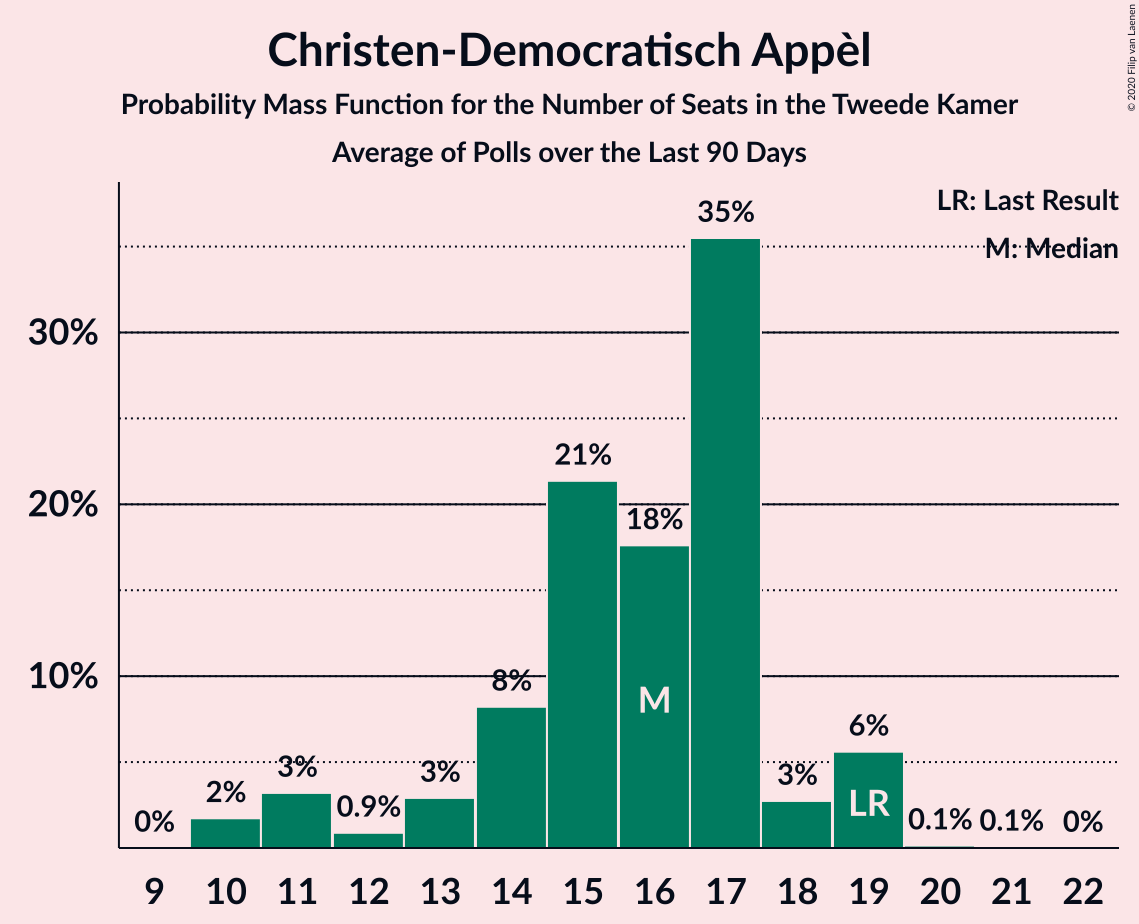 Christen-Democratisch Appèl
Probability Mass Function for the Number of Seats in the Tweede Kamer
Average of Polls over the Last 90 Days
© 2020 Filip van Laenen
LR: Last Result
M: Median
35%
30%
21%
20%
18%
10%
8%
M
6%
3%
3%
3%
2%
0.9%
LR
0%
0.1%
0.1%
0%
9 10 11 12 13 14 15 16 17 18 19 20 21 22